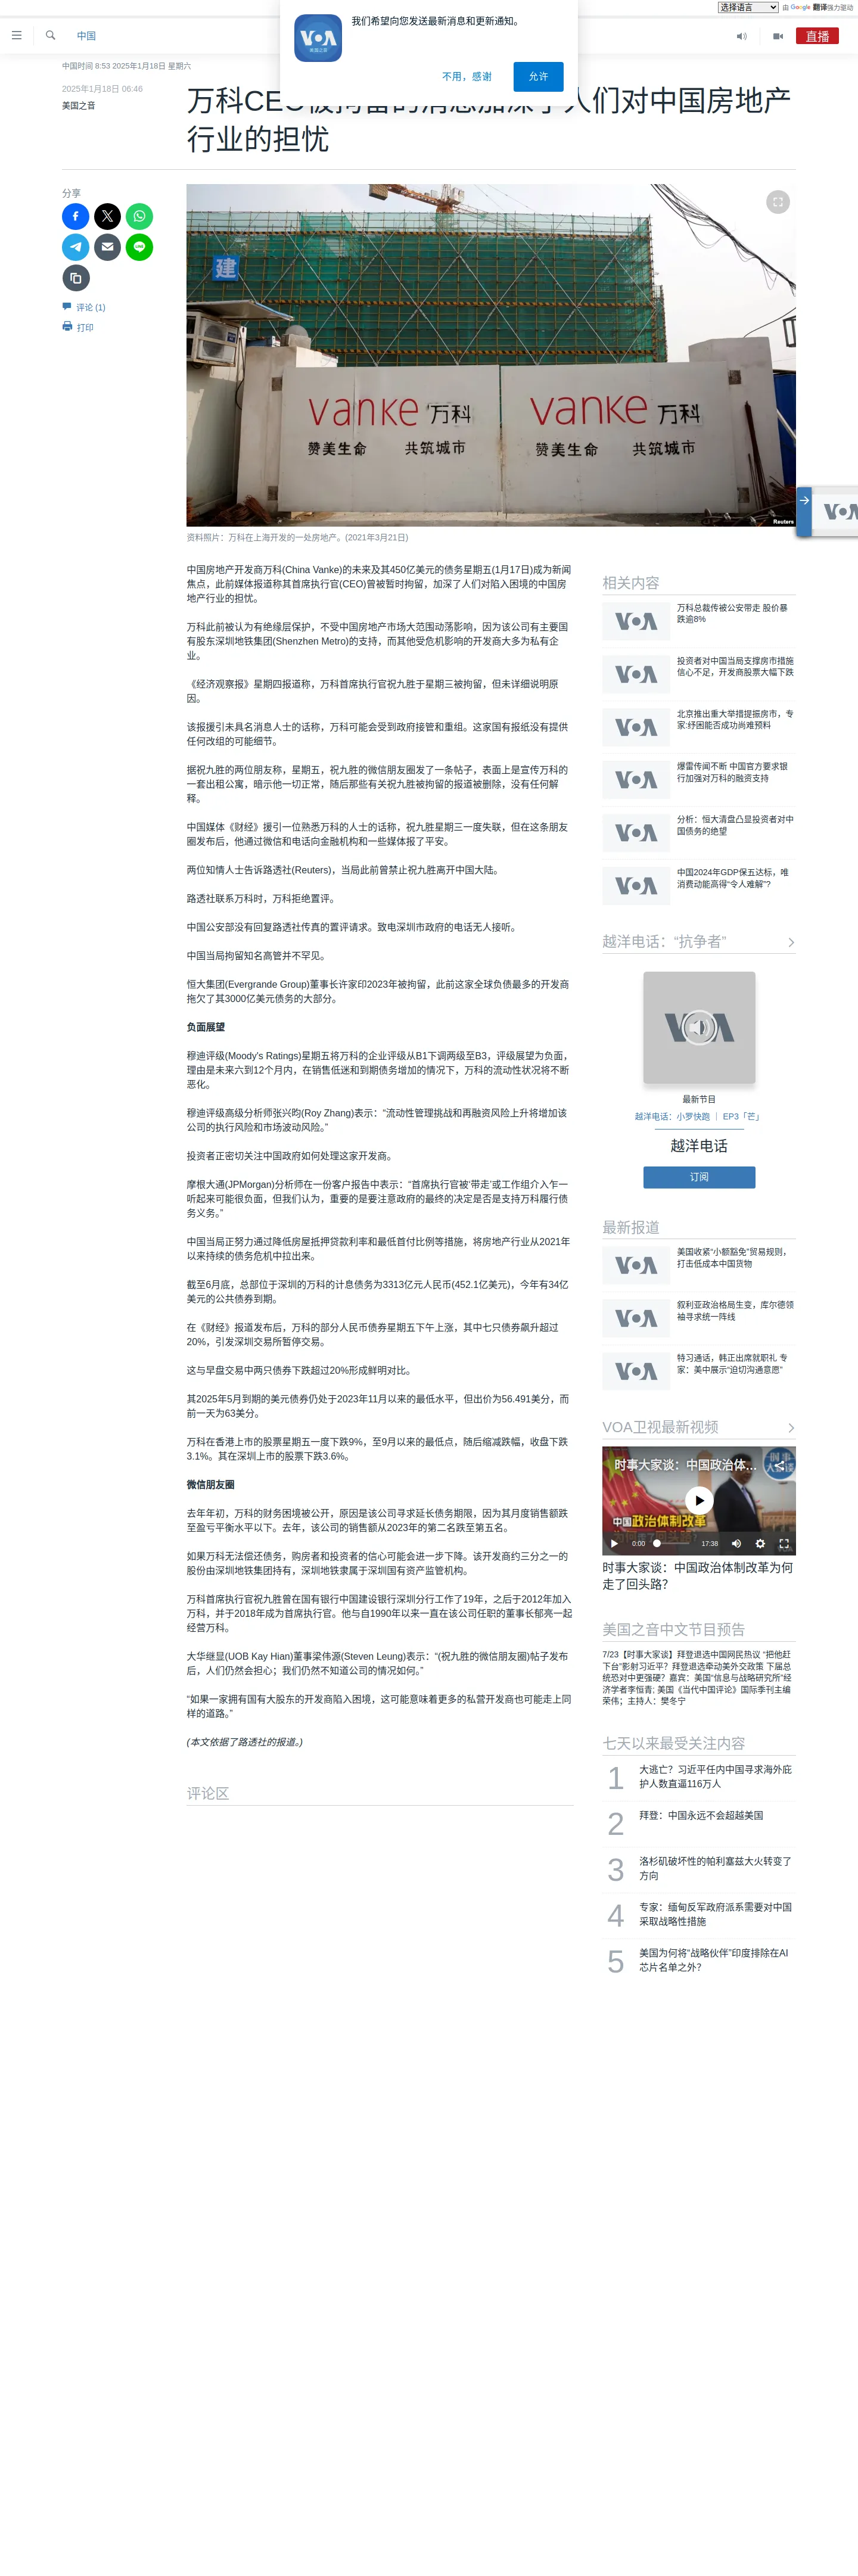 选择语言
由 Google 翻译强力驱动
中国
直播
VOA
美国之音
我们希望向您发送最新消息和更新通知。
不用，感谢
允许
中国时间 8:53 2025年1月18日 星期六
2025年1月18日 06:46
美国之音
万科CEO被拘留的消息加深了人们对中国房地产
行业的担忧
分享
评论 (1)
打印
建
vanke 万科
赞美生命 共筑城市
vanke 万科
赞美生命 共筑城市
Reuters
资料照片：万科在上海开发的一处房地产。(2021年3月21日)
中国房地产开发商万科(China Vanke)的未来及其450亿美元的债务星期五(1月17日)成为新闻
焦点，此前媒体报道称其首席执行官(CEO)曾被暂时拘留，加深了人们对陷入困境的中国房
地产行业的担忧。
万科此前被认为有绝缘层保护，不受中国房地产市场大范围动荡影响，因为该公司有主要国
有股东深圳地铁集团(Shenzhen Metro)的支持，而其他受危机影响的开发商大多为私有企
业。
《经济观察报》星期四报道称，万科首席执行官祝九胜于星期三被拘留，但未详细说明原
因。
该报援引未具名消息人士的话称，万科可能会受到政府接管和重组。这家国有报纸没有提供
任何改组的可能细节。
据祝九胜的两位朋友称，星期五，祝九胜的微信朋友圈发了一条帖子，表面上是宣传万科的
一套出租公寓，暗示他一切正常，随后那些有关祝九胜被拘留的报道被删除，没有任何解
释。
中国媒体《财经》援引一位熟悉万科的人士的话称，祝九胜星期三一度失联，但在这条朋友
圈发布后，他通过微信和电话向金融机构和一些媒体报了平安。
两位知情人士告诉路透社(Reuters)，当局此前曾禁止祝九胜离开中国大陆。
路透社联系万科时，万科拒绝置评。
中国公安部没有回复路透社传真的置评请求。致电深圳市政府的电话无人接听。
中国当局拘留知名高管并不罕见。
恒大集团(Evergrande Group)董事长许家印2023年被拘留，此前这家全球负债最多的开发商
拖欠了其3000亿美元债务的大部分。
负面展望
穆迪评级(Moody's Ratings)星期五将万科的企业评级从B1下调两级至B3，评级展望为负面，
理由是未来六到12个月内，在销售低迷和到期债务增加的情况下，万科的流动性状况将不断
恶化。
穆迪评级高级分析师张兴昀(Roy Zhang)表示：“流动性管理挑战和再融资风险上升将增加该
公司的执行风险和市场波动风险。”
投资者正密切关注中国政府如何处理这家开发商。
摩根大通(JPMorgan)分析师在一份客户报告中表示：“首席执行官被‘带走’或工作组介入乍一
听起来可能很负面，但我们认为，重要的是要注意政府的最终的决定是否是支持万科履行债
务义务。”
中国当局正努力通过降低房屋抵押贷款利率和最低首付比例等措施，将房地产行业从2021年
以来持续的债务危机中拉出来。
截至6月底，总部位于深圳的万科的计息债务为3313亿元人民币(452.1亿美元)，今年有34亿
美元的公共债券到期。
在《财经》报道发布后，万科的部分人民币债券星期五下午上涨，其中七只债券飙升超过
20%，引发深圳交易所暂停交易。
这与早盘交易中两只债券下跌超过20%形成鲜明对比。
其2025年5月到期的美元债券仍处于2023年11月以来的最低水平，但出价为56.491美分，而
前一天为63美分。
万科在香港上市的股票星期五一度下跌9%，至9月以来的最低点，随后缩减跌幅，收盘下跌
3.1%。其在深圳上市的股票下跌3.6%。
微信朋友圈
去年年初，万科的财务困境被公开，原因是该公司寻求延长债务期限，因为其月度销售额跌
至盈亏平衡水平以下。去年，该公司的销售额从2023年的第二名跌至第五名。
如果万科无法偿还债务，购房者和投资者的信心可能会进一步下降。该开发商约三分之一的
股份由深圳地铁集团持有，深圳地铁隶属于深圳国有资产监管机构。
万科首席执行官祝九胜曾在国有银行中国建设银行深圳分行工作了19年，之后于2012年加入
万科，并于2018年成为首席执行官。他与自1990年以来一直在该公司任职的董事长郁亮一起
经营万科。
大华继显(UOB Kay Hian)董事梁伟源(Steven Leung)表示：“(祝九胜的微信朋友圈)帖子发布
后，人们仍然会担心；我们仍然不知道公司的情况如何。”
“如果一家拥有国有大股东的开发商陷入困境，这可能意味着更多的私营开发商也可能走上同
样的道路。”
(本文依据了路透社的报道。)
评论区
相关内容
VOA
万科总裁传被公安带走 股价暴
跌逾8%
VOA
投资者对中国当局支撑房市措施
信心不足，开发商股票大幅下跌
VOA
北京推出重大举措提振房市，专
家:纾困能否成功尚难预料
VOA
爆雷传闻不断 中国官方要求银
行加强对万科的融资支持
VOA
分析：恒大清盘凸显投资者对中
国债务的绝望
VOA
中国2024年GDP保五达标，唯
消费动能高得“令人难解”?
越洋电话：“抗争者”
VOA
最新节目
越洋电话：小罗快跑 ｜ EP3「芒」
越洋电话
订阅
最新报道
VOA
美国收紧“小额豁免”贸易规则，
打击低成本中国货物
VOA
叙利亚政治格局生变，库尔德领
袖寻求统一阵线
VOA
特习通话，韩正出席就职礼 专
家：美中展示“迫切沟通意愿”
VOA卫视最新视频
时事大家谈：中国政治体...
中国政治体制改革
0:00
17:38
时事大家谈：中国政治体制改革为何
走了回头路？
美国之音中文节目预告
7/23【时事大家谈】拜登退选中国网民热议 “把他赶
下台”影射习近平？拜登退选牵动美外交政策 下届总
统恐对中更强硬？嘉宾：美国“信息与战略研究所”经
济学者李恒青; 美国《当代中国评论》国际季刊主编
荣伟；主持人：樊冬宁
七天以来最受关注内容
1
大逃亡？习近平任内中国寻求海外庇
护人数直逼116万人
2
拜登：中国永远不会超越美国
3
洛杉矶破坏性的帕利塞兹大火转变了
方向
4
专家：缅甸反军政府派系需要对中国
采取战略性措施
5
美国为何将“战略伙伴”印度排除在AI
芯片名单之外？